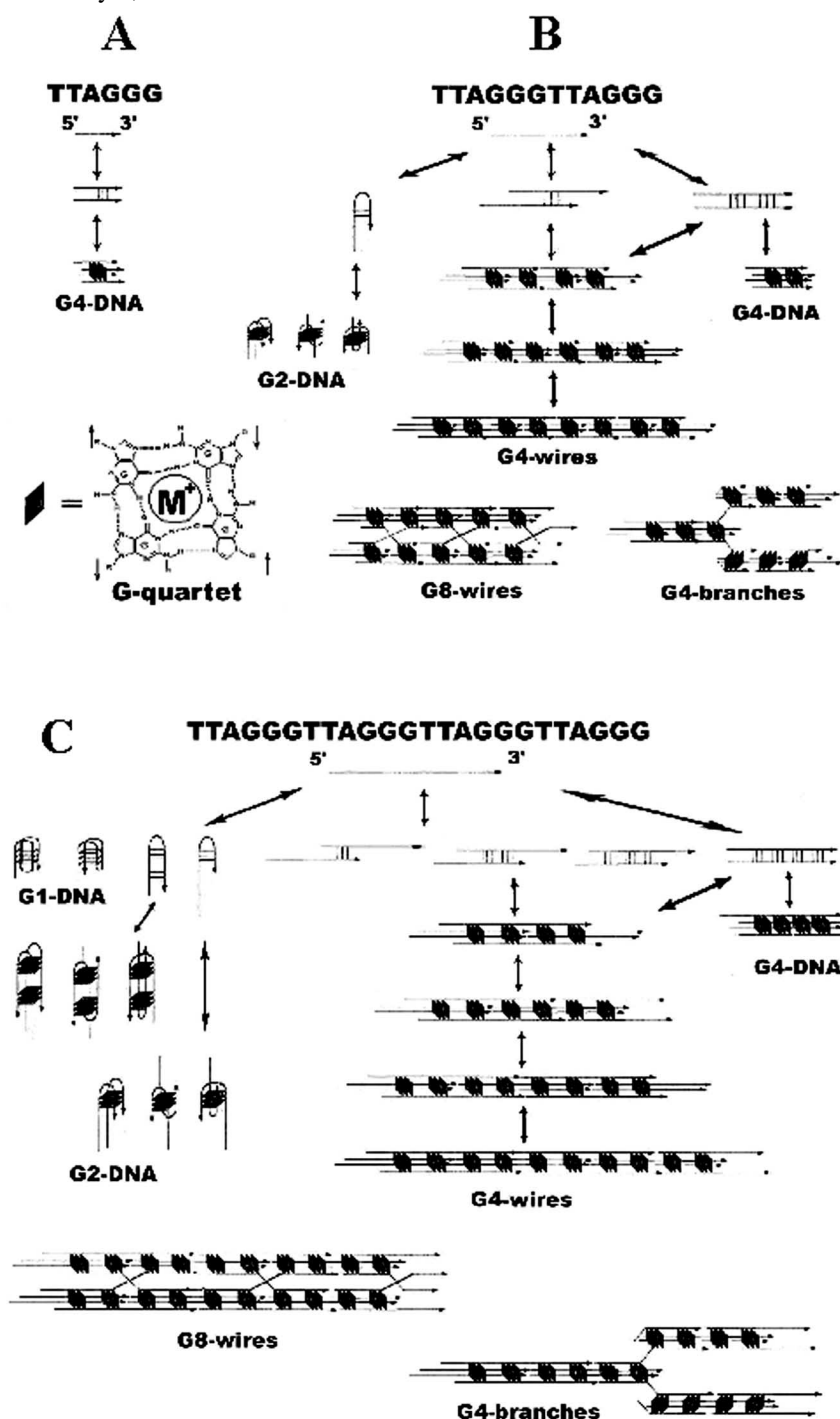 A
B
TTAGGG
5' 3'
G4-DNA
TTAGGGTTAGGG
5' 3'
G4-DNA
G2-DNA
G4-wires
M+
G-quartet
G8-wires
G4-branches
C
TTAGGGTTAGGGTTAGGGTTAGGG
5' 3'
G1-DNA
G4-DNA
G2-DNA
G4-wires
G8-wires
G4-branches